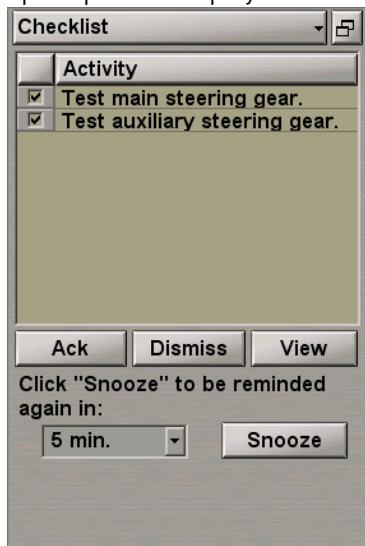 Checklist
Activity
Test main steering gear.
Test auxiliary steering gear.
Ack Dismiss View
Click "Snooze" to be reminded
again in:
5 min. Snooze